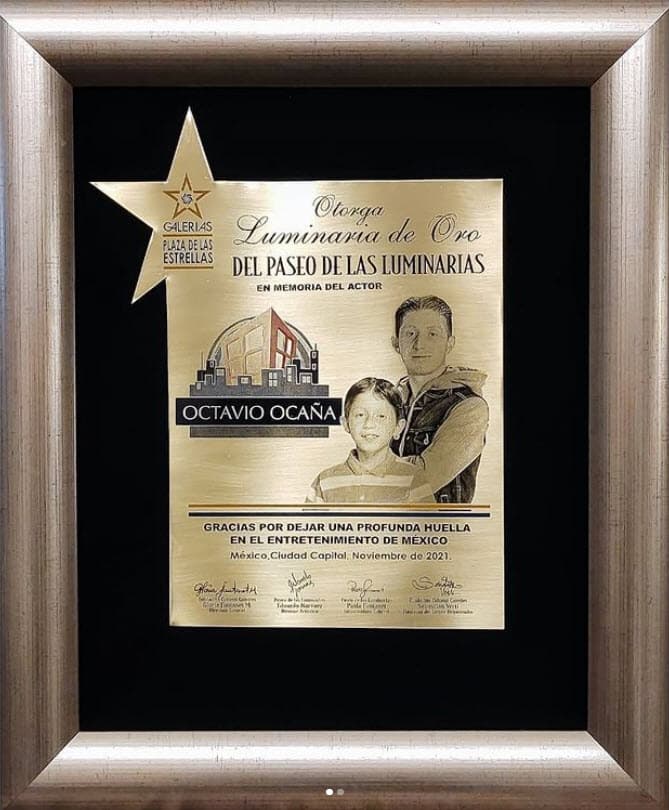 GALERIAS
PLAZA DE LAS
ESTRELLAS
Otorga
Luminaria de Oro
DEL PASEO DE LAS LUMINARIAS
EN MEMORIA DEL ACTOR
OCTAVIO OCAÑA
GRACIAS POR DEJAR UNA PROFUNDA HUELLA
EN EL ENTRETENIMIENTO DE MÉXICO
México, Ciudad Capital, Noviembre de 2021.